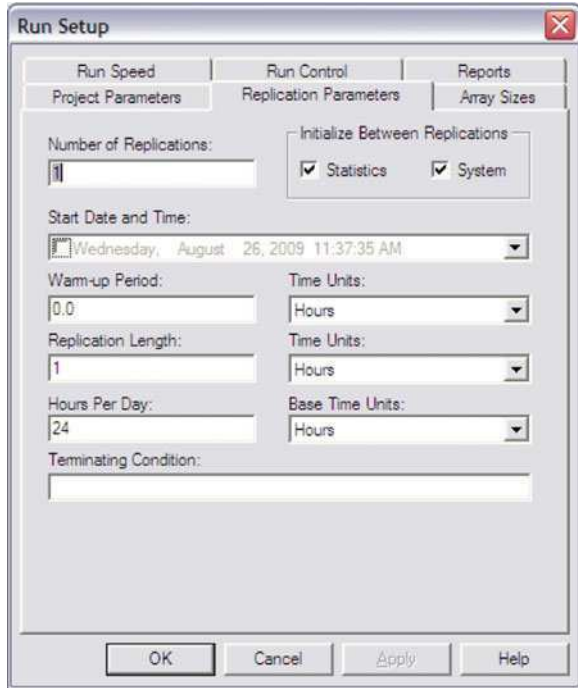 Run Setup
Run Speed Run Control Reports
Project Parameters Replication Parameters Array Sizes
Number of Replications:
1
Initialize Between Replications
Statistics System
Start Date and Time:
Wednesday, August 26, 2009 11:37:35 AM
Warm-up Period: Time Units:
0.0 Hours
Replication Length: Time Units:
1 Hours
Hours Per Day: Base Time Units:
24 Hours
Terminating Condition:
OK Cancel Apply Help